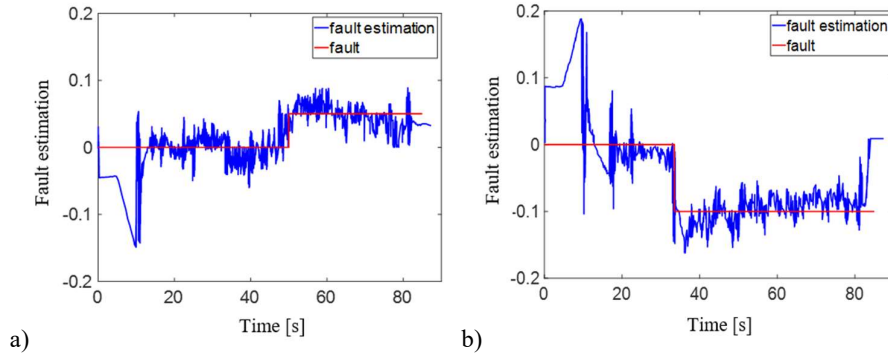 0.2
fault estimation
fault
0.1
0
-0.1
-0.2
0 20 40 60 80
Fault estimation
Time [s]
a)
0.2
fault estimation
fault
0.1
0
-0.1
-0.2
0 20 40 60 80
Fault estimation
Time [s]
b)